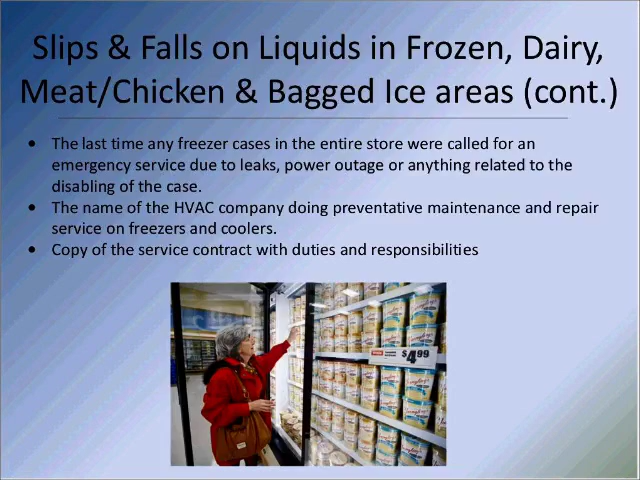 Slips & Falls on Liquids in Frozen, Dairy,
Meat/Chicken & Bagged Ice areas (cont.)
• The last time any freezer cases in the entire store were called for an
emergency service due to leaks, power outage or anything related to the
disabling of the case.
• The name of the HVAC company doing preventative maintenance and repair
service on freezers and coolers.
• Copy of the service contract with duties and responsibilities
$4.99